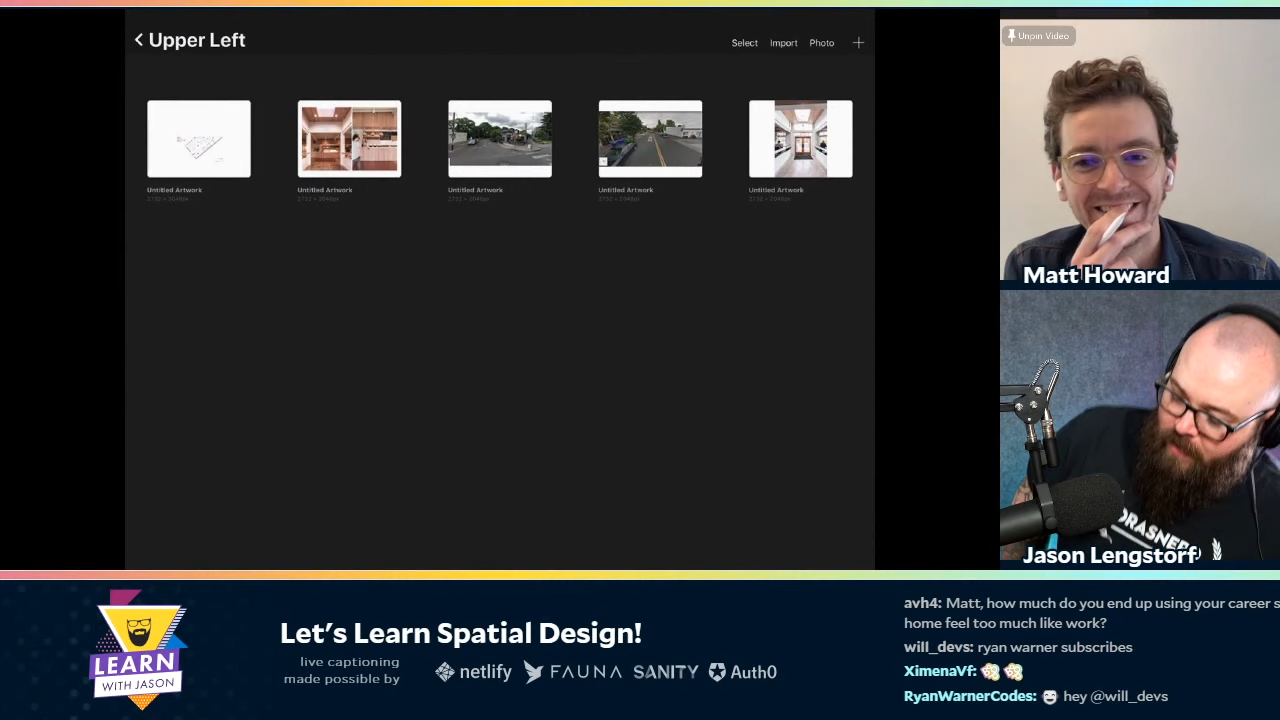 Upper Left
Select Import Photo
Untitled Artwork
Untitled Artwork
Untitled Artwork
Untitled Artwork
Untitled Artwork
Unpin Video
Matt Howard
DRASNER
Jason Lengstorf
LEARN
WITH JASON
Let's Learn Spatial Design!
live captioning
made possible by
netlify FAUNA SANITY Auth0
avh4: Matt, how much do you end up using your career s
home feel too much like work?
will_devs: ryan warner subscribes
XimenaVf:
RyanWarnerCodes: hey @will_devs